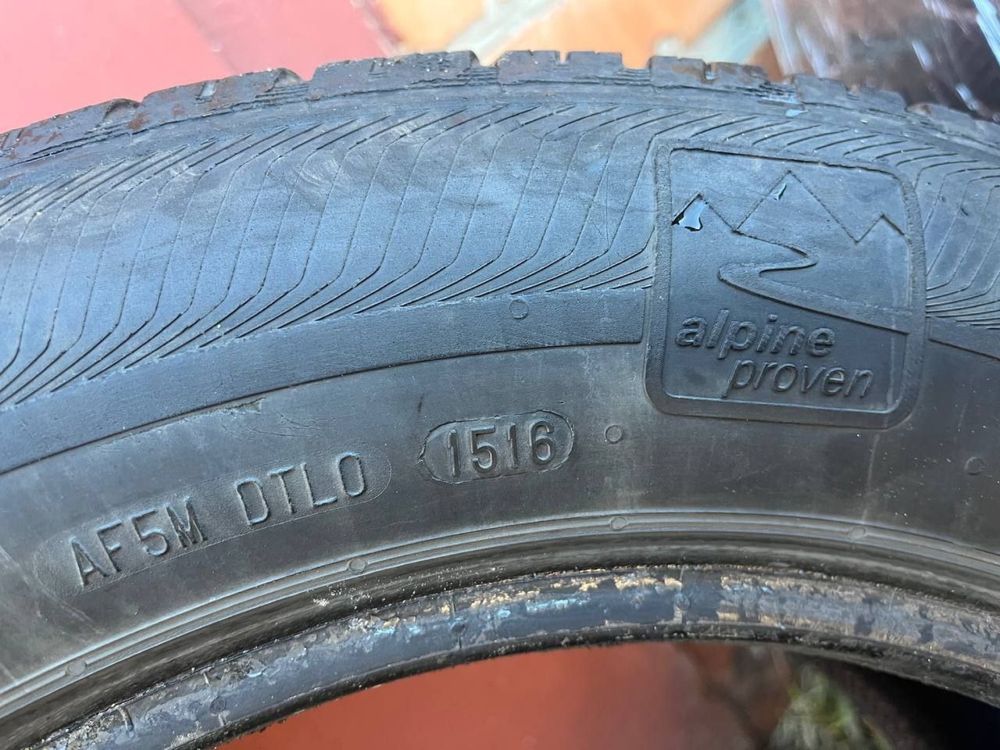 alpine
proven
AF5M DTLO 1516